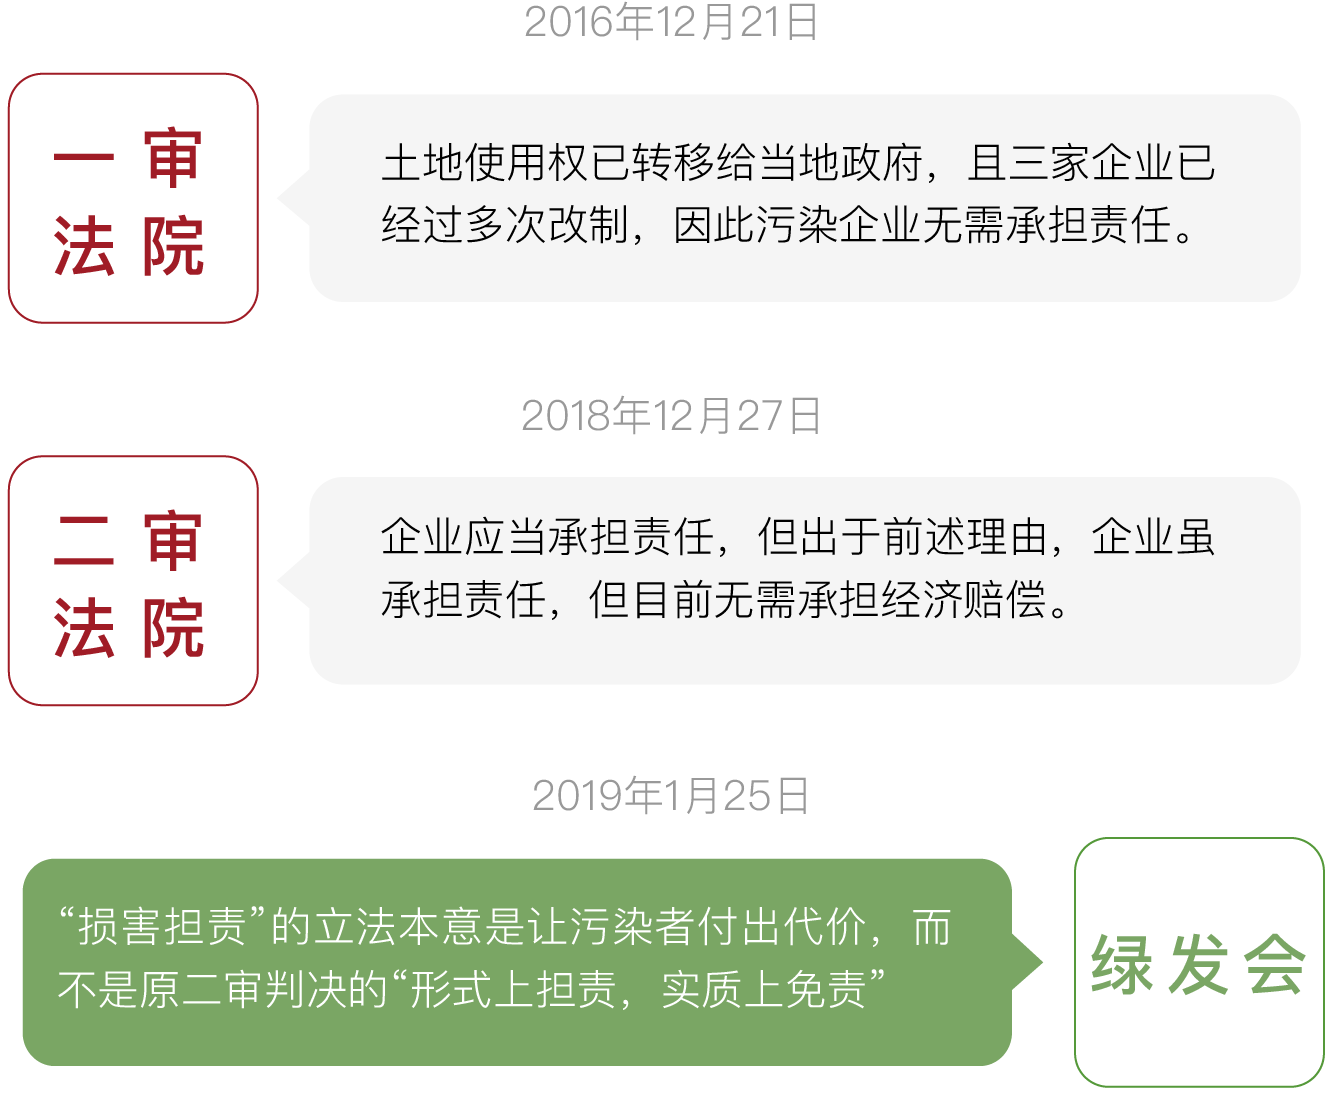 2016年12月21日
一审
法院
土地使用权已转移给当地政府，且三家企业已
经过多次改制，因此污染企业无需承担责任。
2018年12月27日
二审
法院
企业应当承担责任，但出于前述理由，企业虽
承担责任，但目前无需承担经济赔偿。
2019年1月25日
“损害担责”的立法本意是让污染者付出代价，而
不是原二审判决的“形式上担责，实质上免责”
绿发会